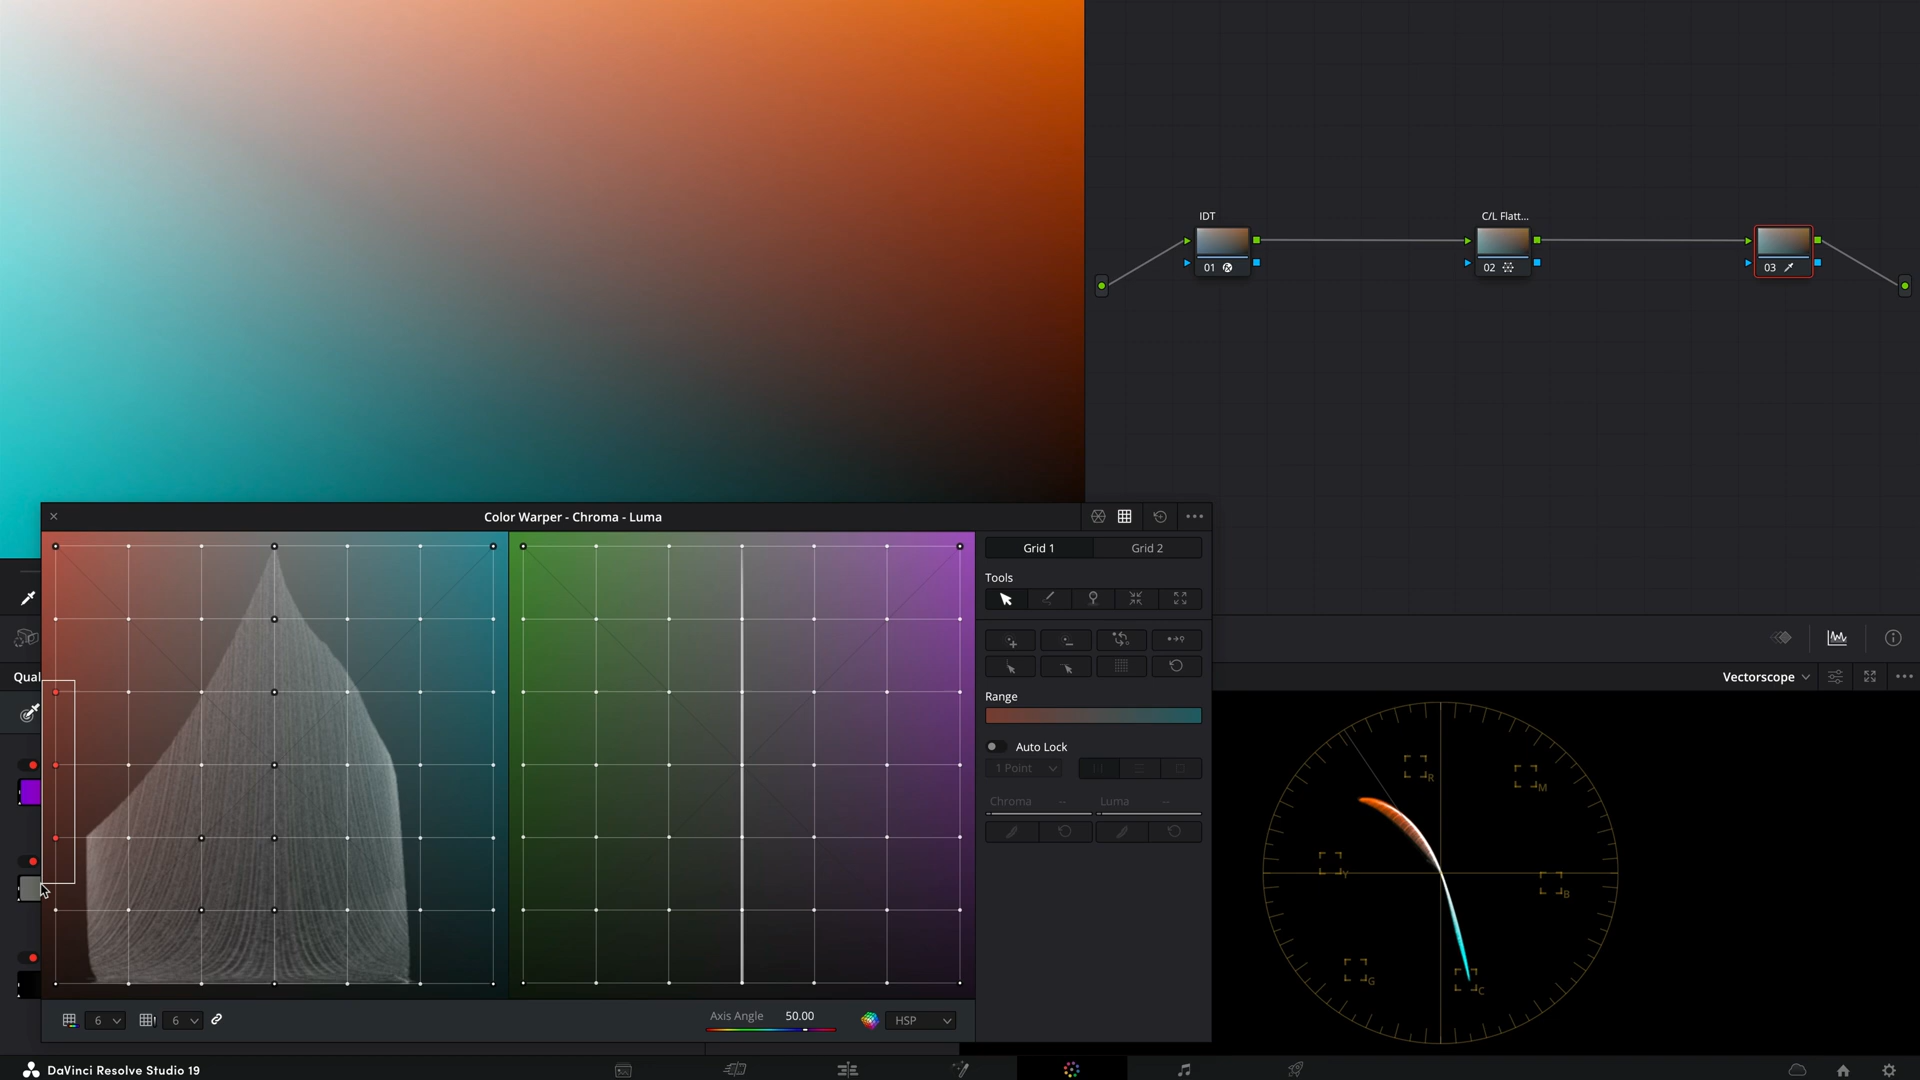 IDT
C/L Flatt...
01
02
03
Color Warper - Chroma - Luma
Grid 1
Grid 2
Tools
Qual
Range
Auto Lock
1 Point
Chroma
--
Luma
--
Vectorscope
R
M
Y
B
G
C
6
6
Axis Angle
50.00
HSP
DaVinci Resolve Studio 19